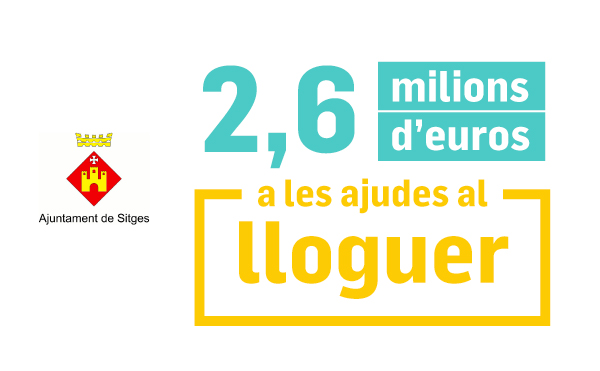 2,6 milions
d'euros
a les ajudes al
lloguer
Ajuntament de Sitges